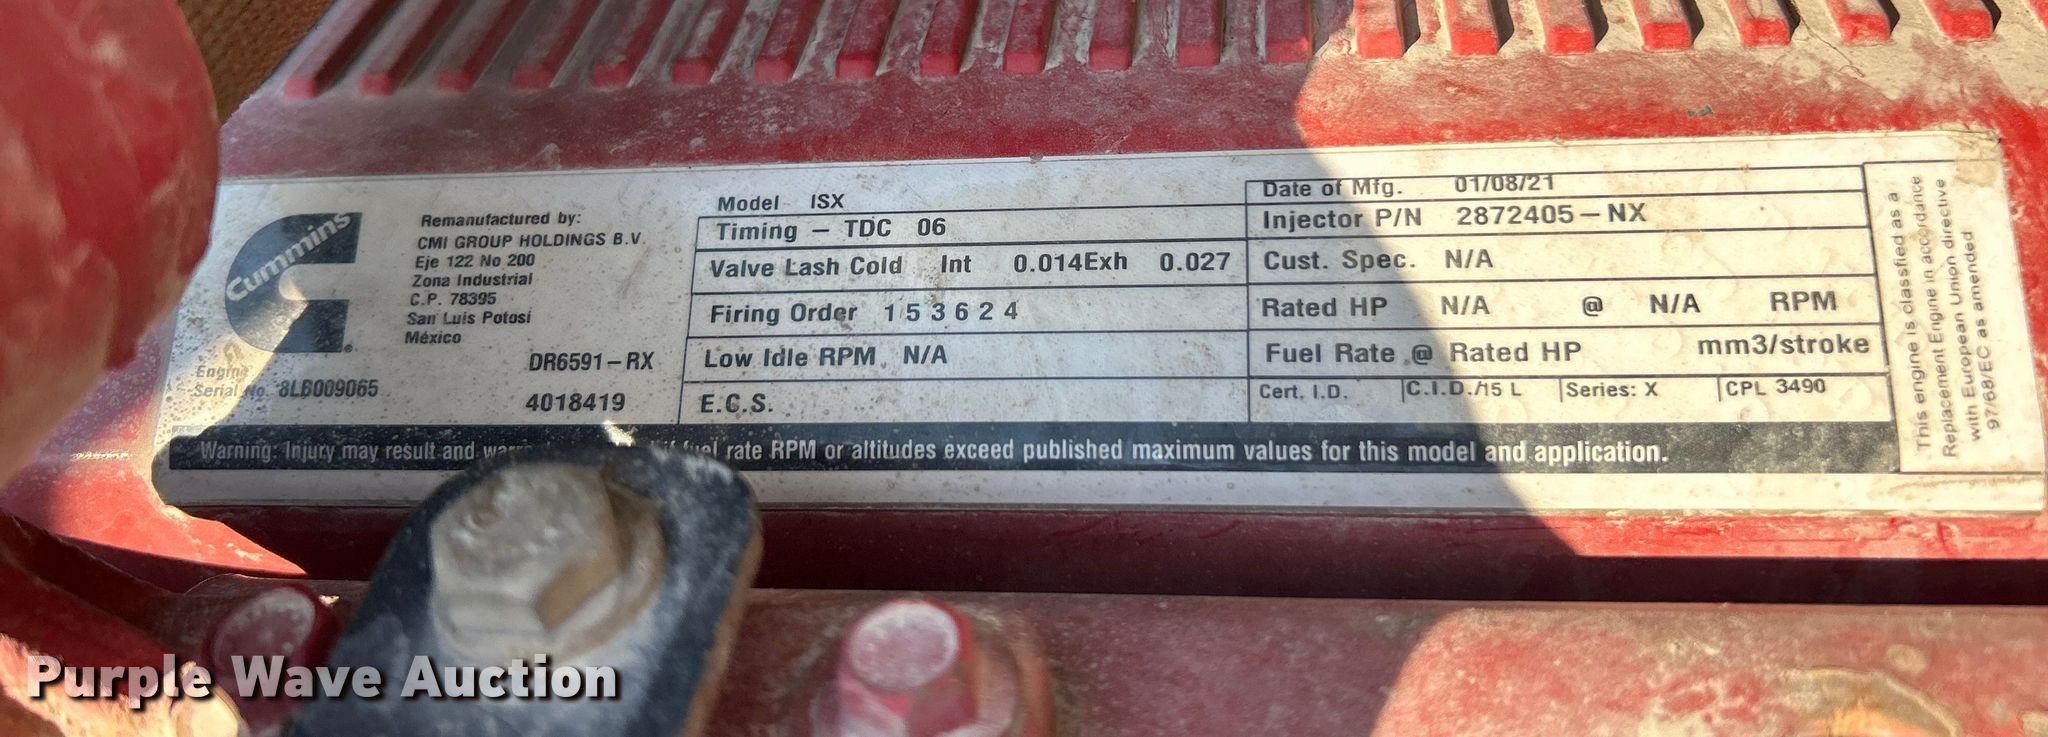 Cummins
Remanufactured by:
CMI GROUP HOLDINGS B.V.
Eje 122 No 200
Zona Industrial
C.P. 78395
San Luis Potosi
México
Engine
Serial No. 8LB009065
DR6591-RX
4018419
Model ISX
Timing - TDC 06
Valve Lash Cold Int 0.014Exh 0.027
Firing Order 1 5 3 6 2 4
Low Idle RPM N/A
E.C.S.
Date of Mfg. 01/08/21
Injector P/N 2872405-NX
Cust. Spec. N/A
Rated HP N/A @ N/A RPM
Fuel Rate @ Rated HP mm3/stroke
Cert. I.D. C.I.D./15 L Series: X CPL 3490
This engine is classfied as a
Replacement Engine in accordance
with European Union directive
97/68/EC as amended
Warning: Injury may result and if fuel rate RPM or altitudes exceed published maximum values for this model and application.
Purple Wave Auction